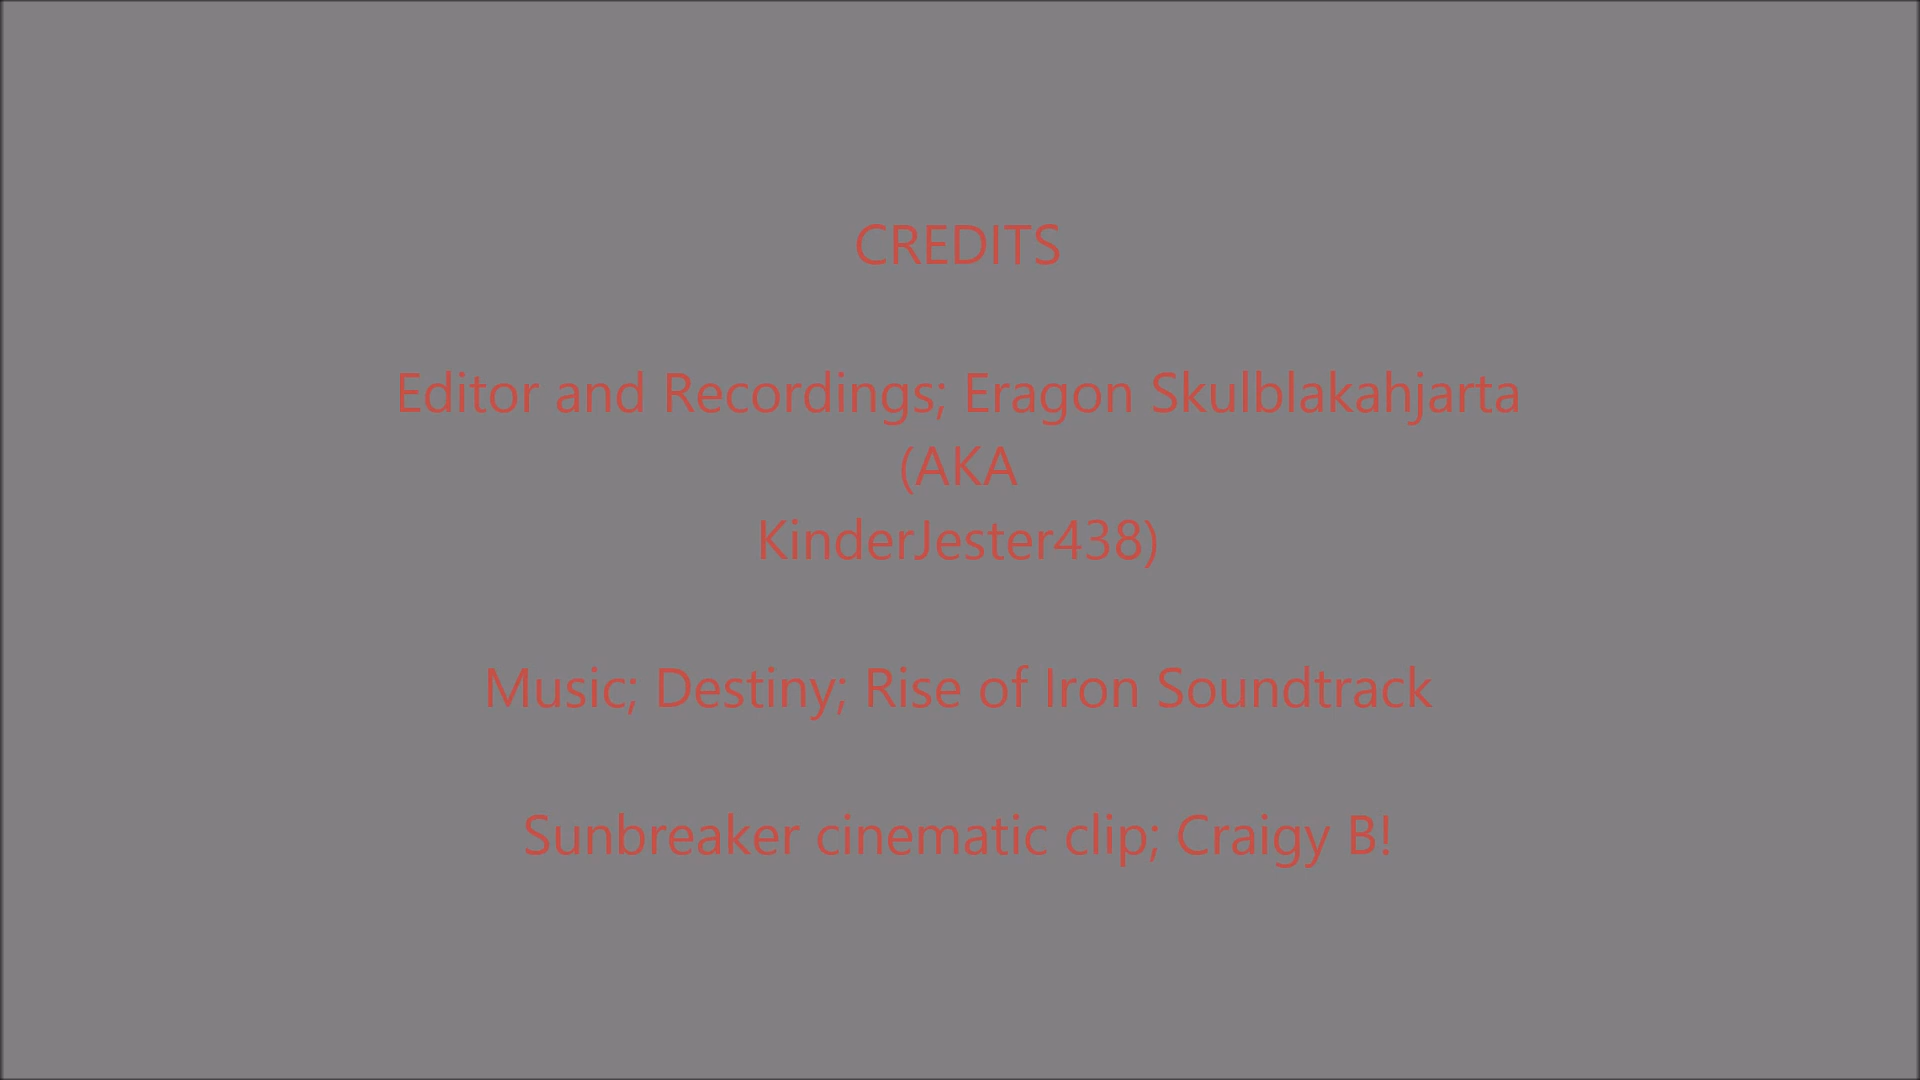 CREDITS
Editor and Recordings; Eragon Skulblakahjarta
(AKA
KinderJester438)
Music; Destiny; Rise of Iron Soundtrack
Sunbreaker cinematic clip; Craigy B!